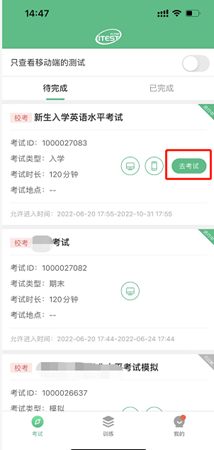 14:47
iTEST
只查看移动端的测试
待完成
已完成
校考 新生入学英语水平考试
考试ID: 1000027083
考试类型: 入学
去考试
考试时长: 120分钟
考试地点: --
允许进入时间: 2022-06-20 17:55-2022-10-31 17:55
校考 考试
考试ID: 1000027082
考试类型: 期末
考试时长: 120分钟
考试地点: --
允许进入时间: 2022-06-20 17:44-2022-06-24 17:44
校考 水平考试模拟
考试ID: 1000026637
考试类型: 模拟
考试
训练
我的